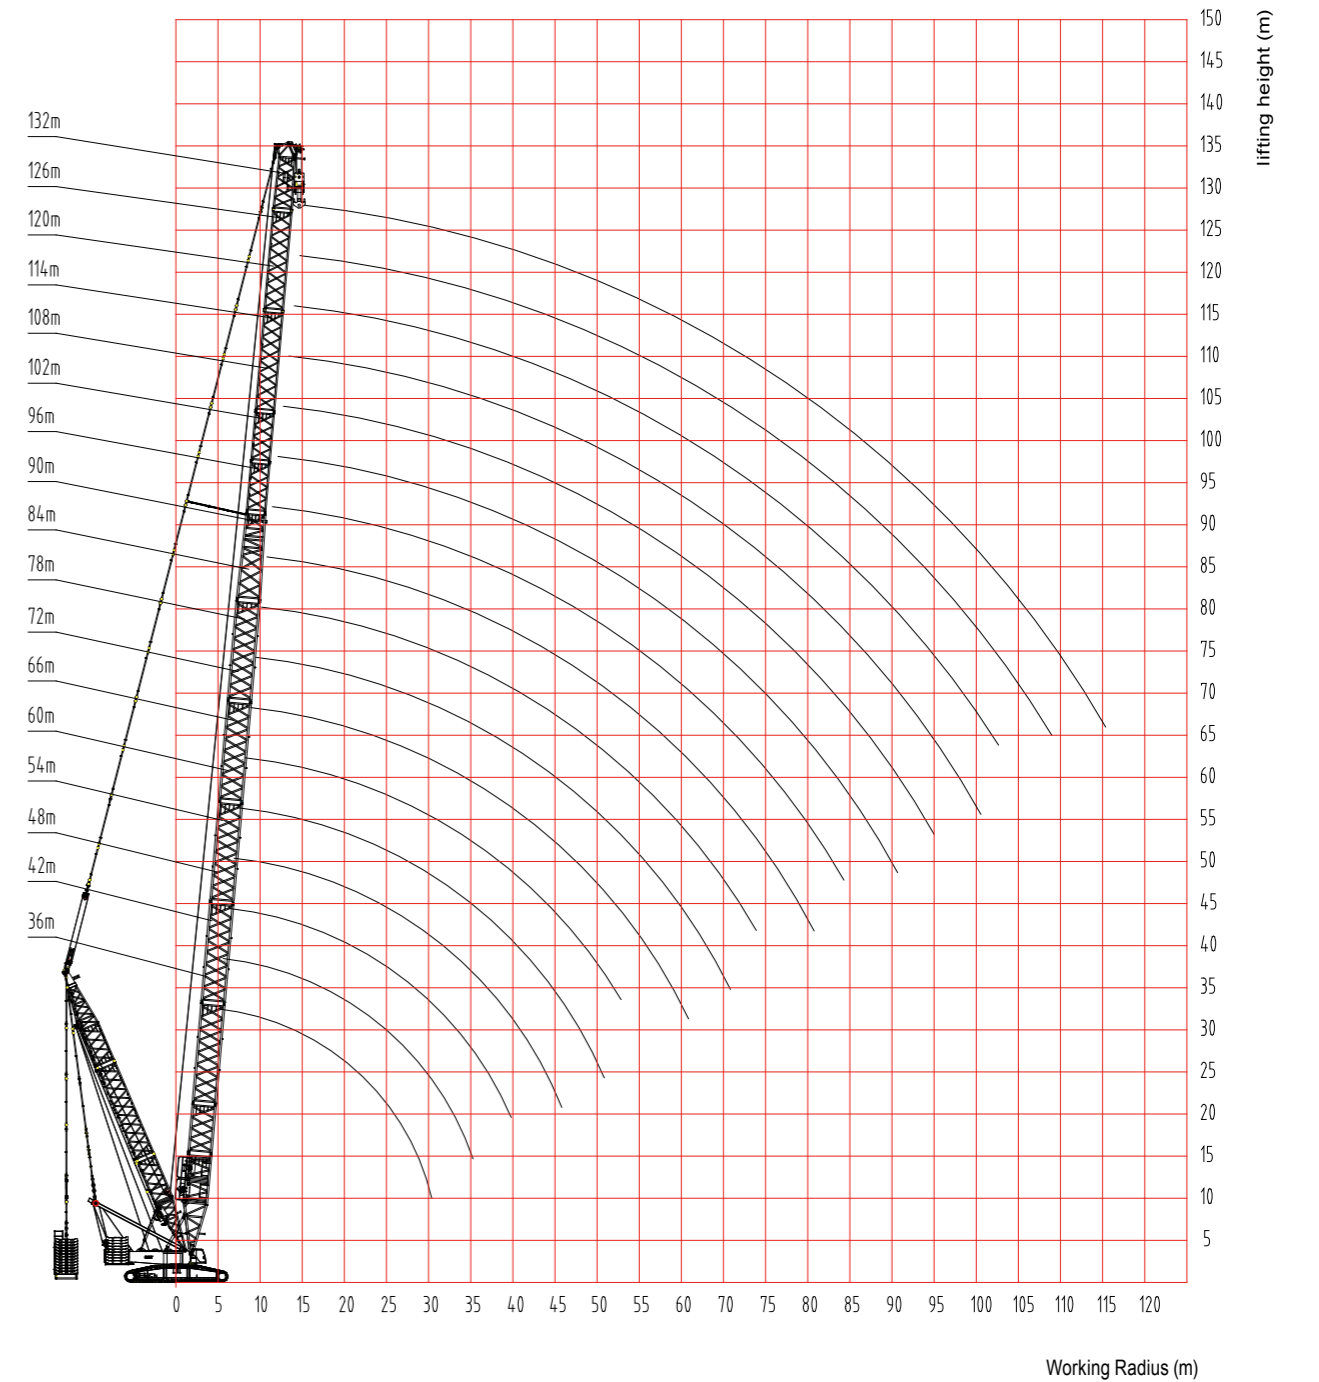 150
145
140
135
130
125
120
115
110
105
100
95
90
85
80
75
70
65
60
55
50
45
40
35
30
25
20
15
10
5
lifting height (m)
132m
126m
120m
114m
108m
102m
96m
90m
84m
78m
72m
66m
60m
54m
48m
42m
36m
0 5 10 15 20 25 30 35 40 45 50 55 60 65 70 75 80 85 90 95 100 105 110 115 120
Working Radius (m)